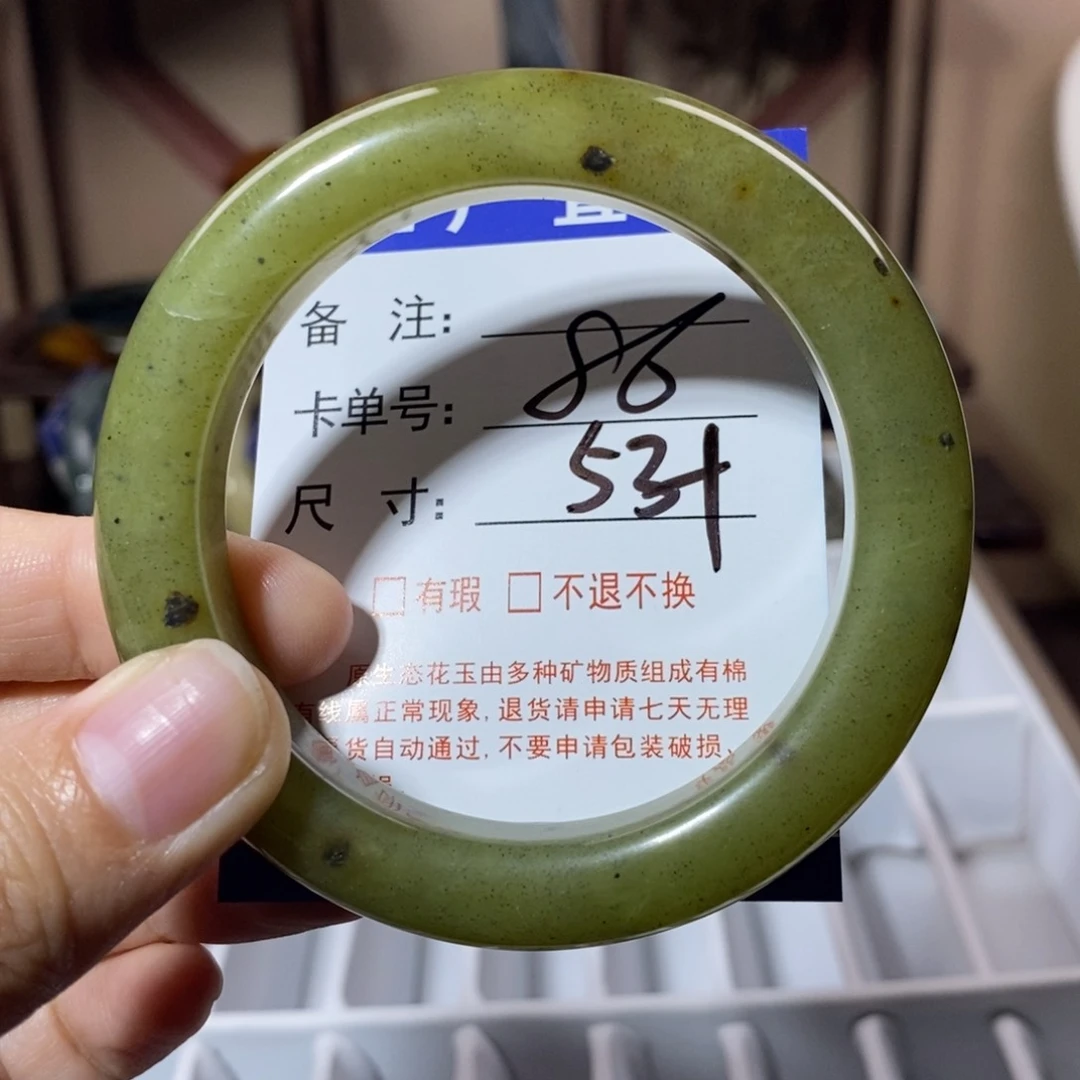 直
备 注:
卡单号: 86
尺 寸: 53+
□有瑕 □不退不换
原生态花玉由多种矿物质组成有棉
有线属正常现象,退货请申请七天无理
货自动通过,不要申请包装破损、